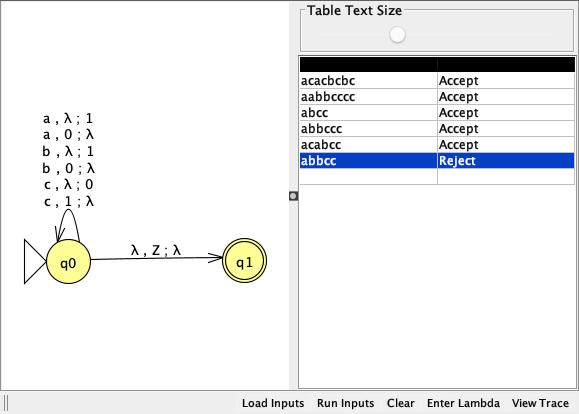 Table Text Size
acacbcbc Accept
aabbcccc Accept
abcc Accept
abbccc Accept
acabcc Accept
abbcc Reject
a , λ ; 1
a , 0 ; λ
b , λ ; 1
b , 0 ; λ
c , λ ; 0
c , 1 ; λ
q0
λ , Z ; λ
q1
Load Inputs Run Inputs Clear Enter Lambda View Trace